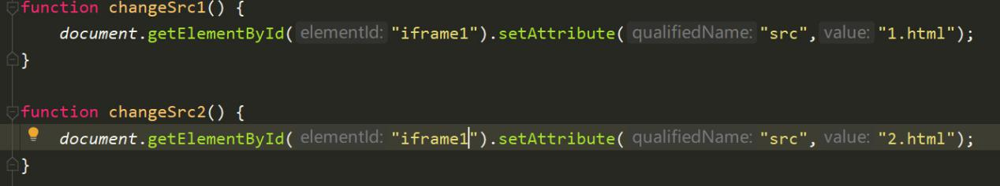 function changeSrc1() {
document.getElementById( elementId: "iframe1").setAttribute( qualifiedName: "src", value: "1.html");
}
function changeSrc2() {
document.getElementById( elementId: "iframe1").setAttribute( qualifiedName: "src", value: "2.html");
}